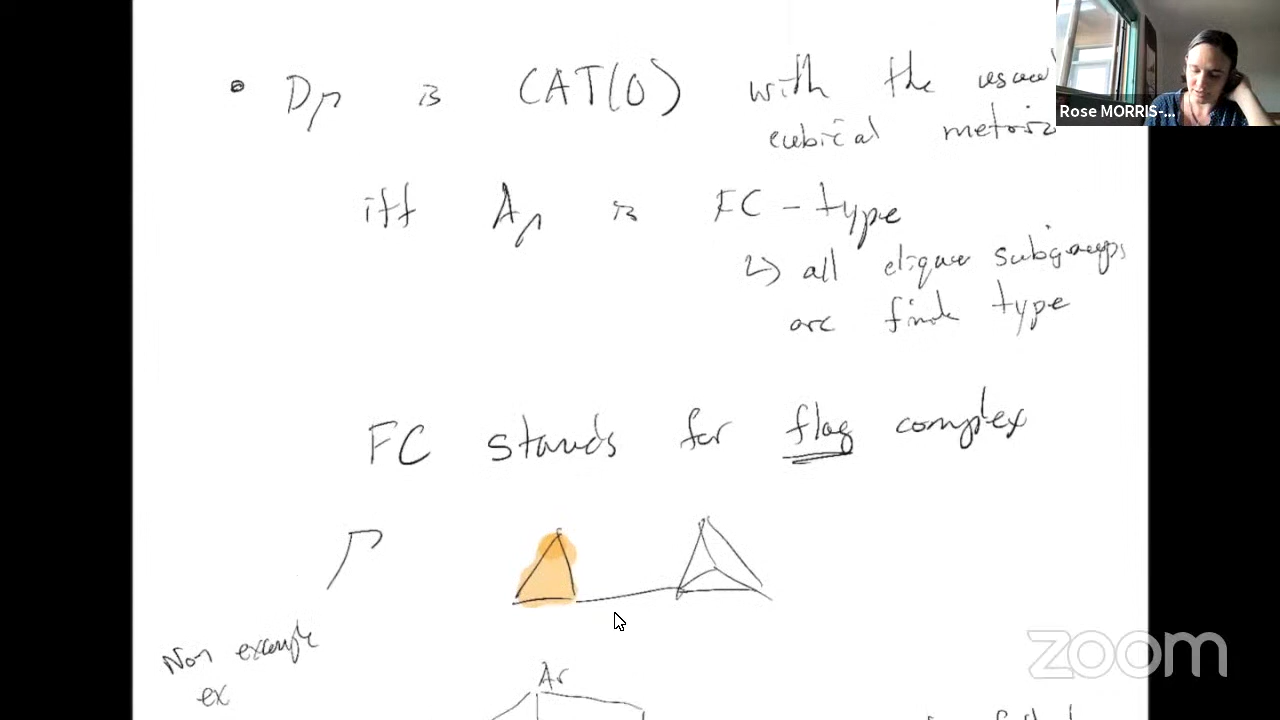 • D_Γ is CAT(0) with the usual
cubical metric
Rose MORRIS-...
iff A_Γ is FC-type
↳ all clique subgroups
are finite type
FC stands for flag complex
Γ
Non example
ex
A_Γ
zoom